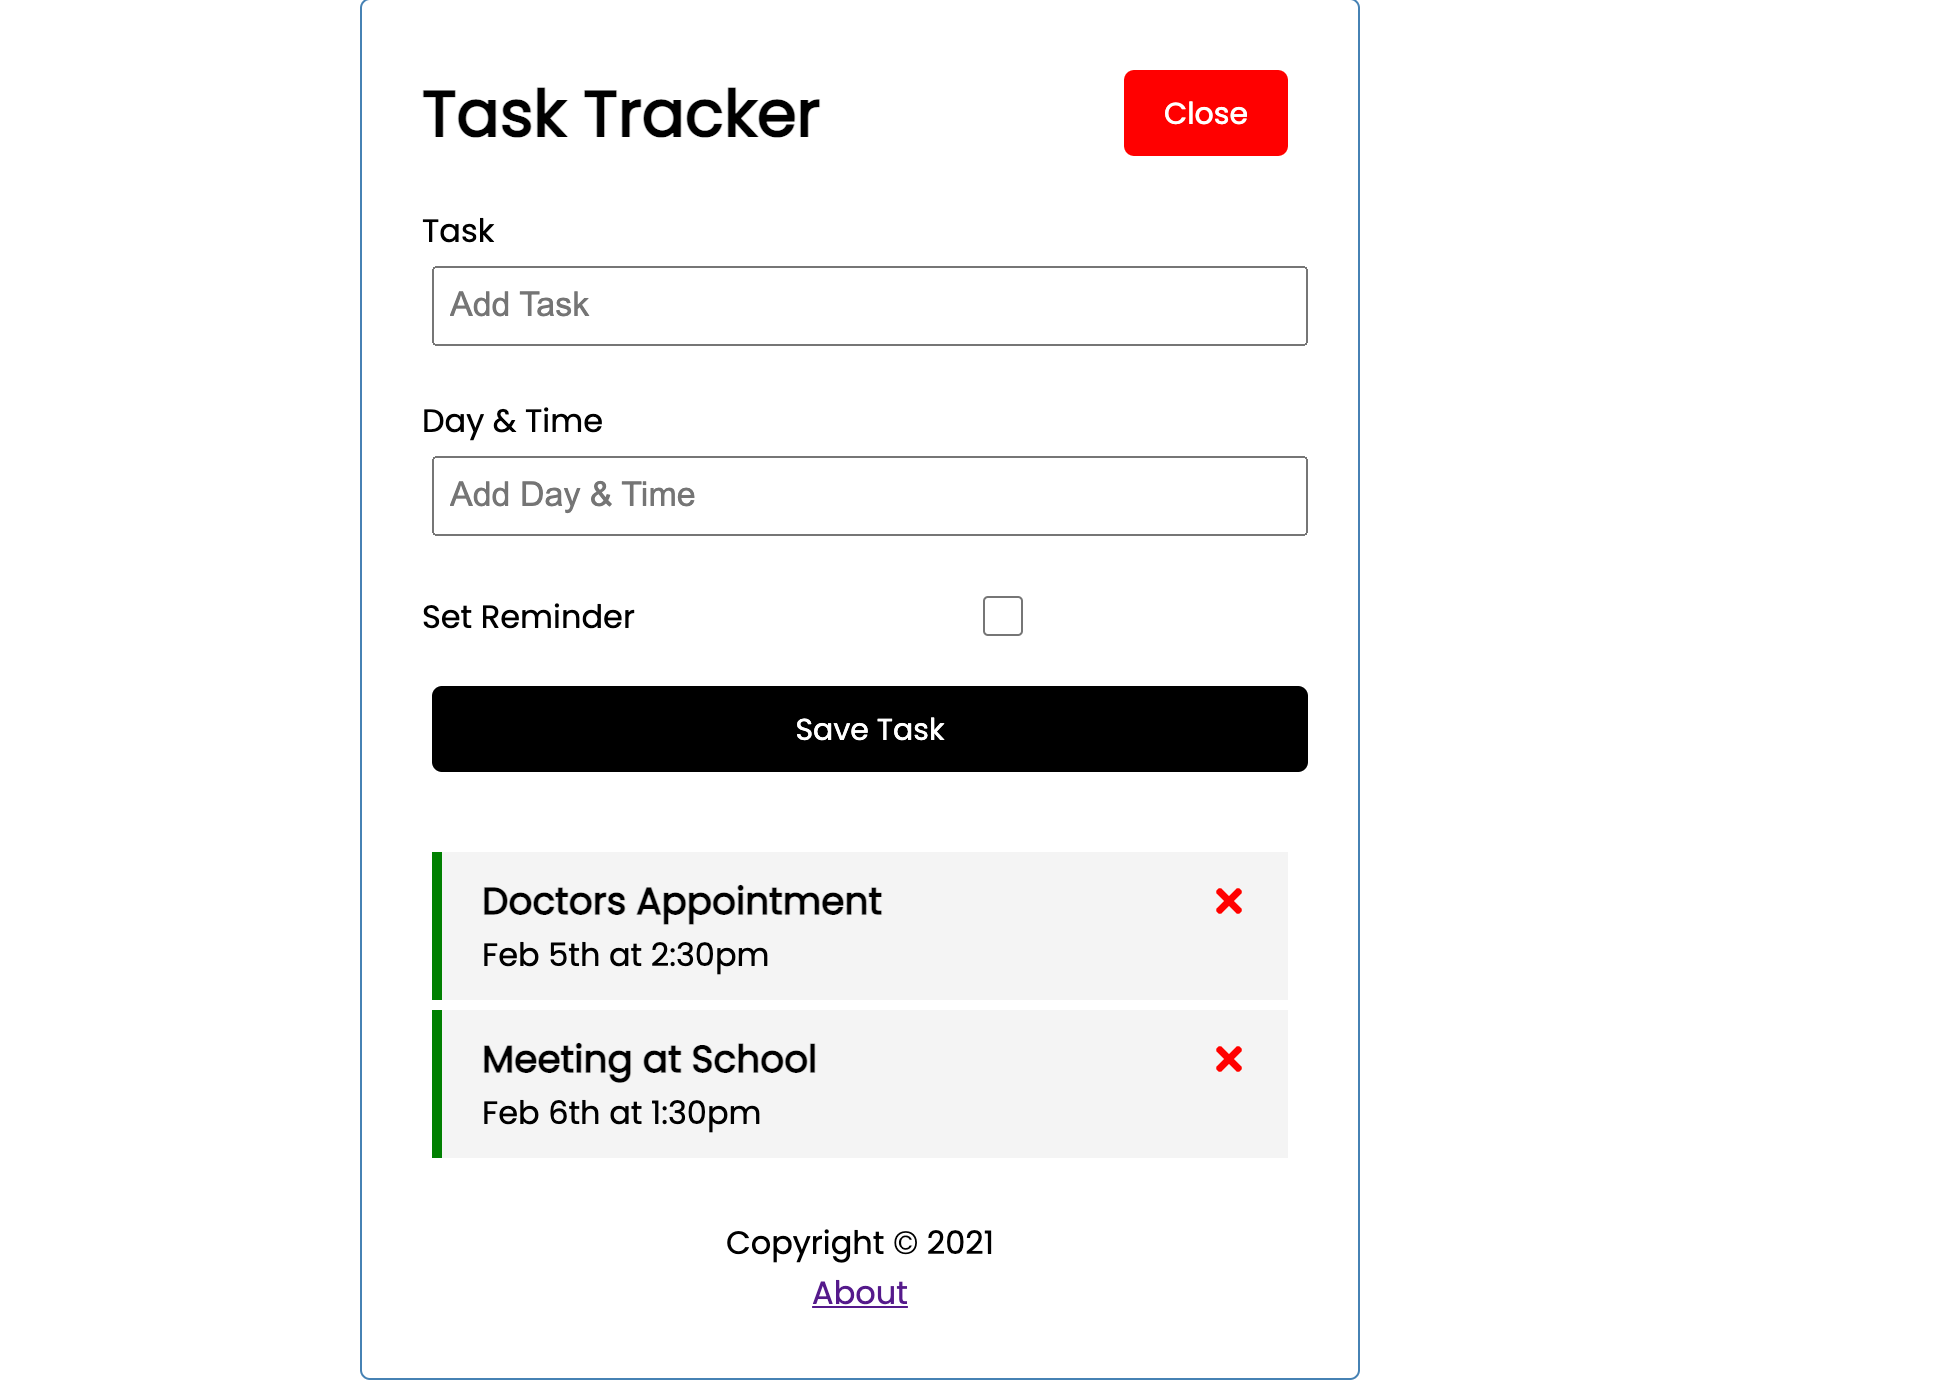 Task Tracker
Close
Task
Add Task
Day & Time
Add Day & Time
Set Reminder
Save Task
Doctors Appointment
Feb 5th at 2:30pm
Meeting at School
Feb 6th at 1:30pm
Copyright © 2021
About